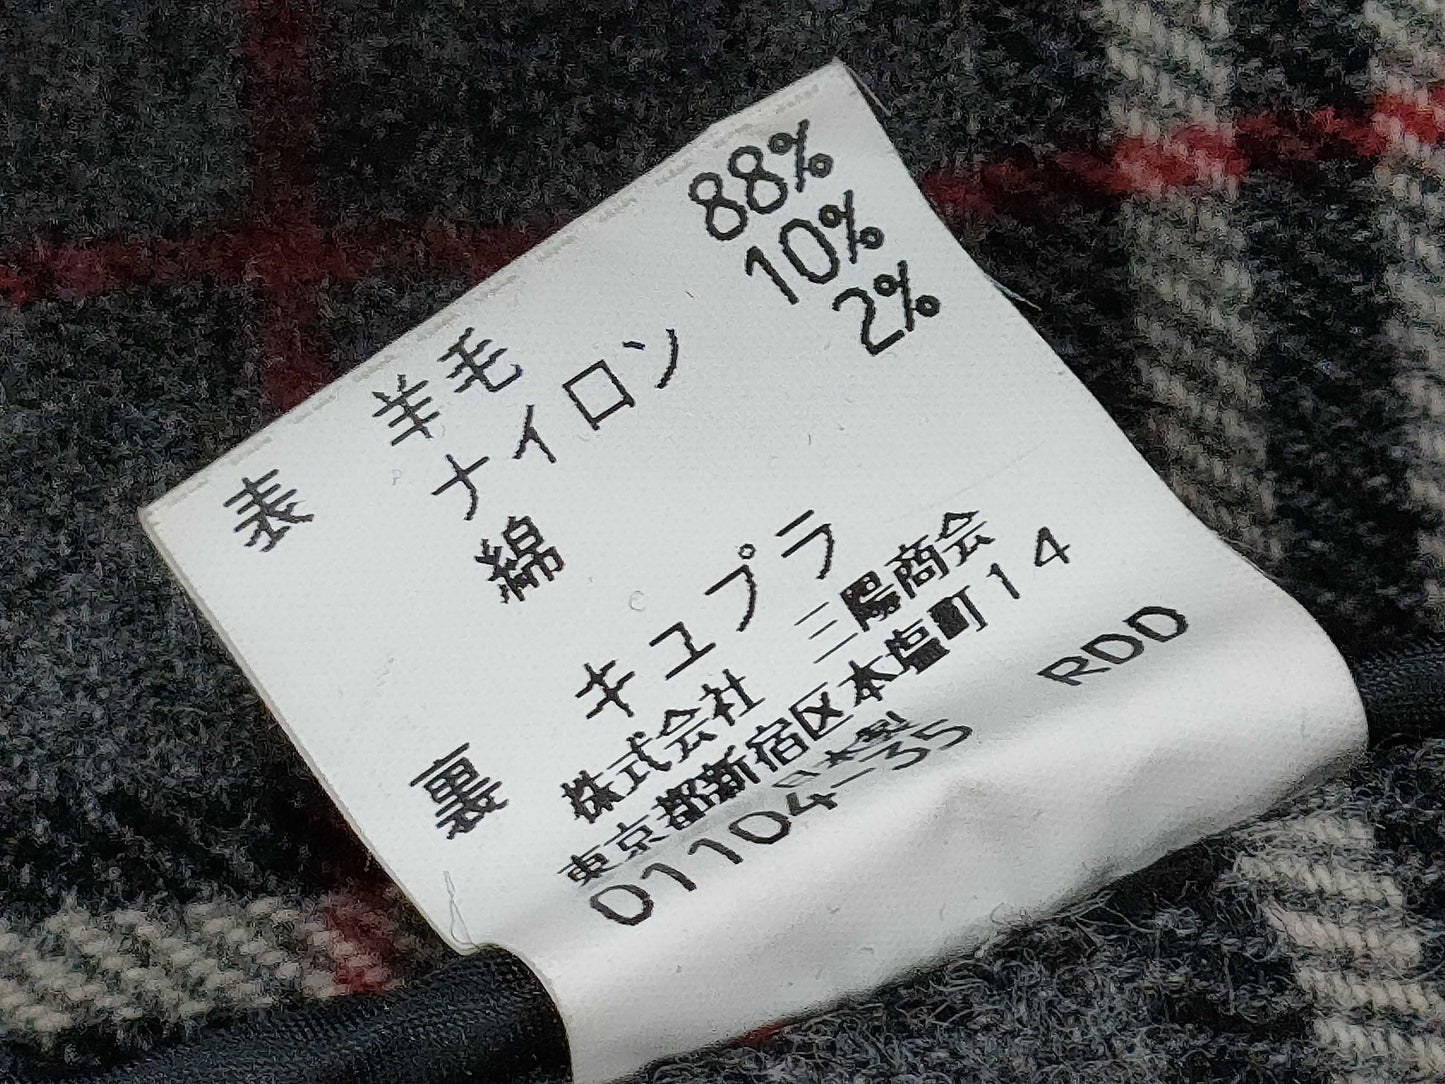 表 羊毛 88%
ナイロン 10%
綿 2%
裏 キュプラ
株式会社 三陽商会
東京都新宿区本塩町14
日本製
01104-35 RDD